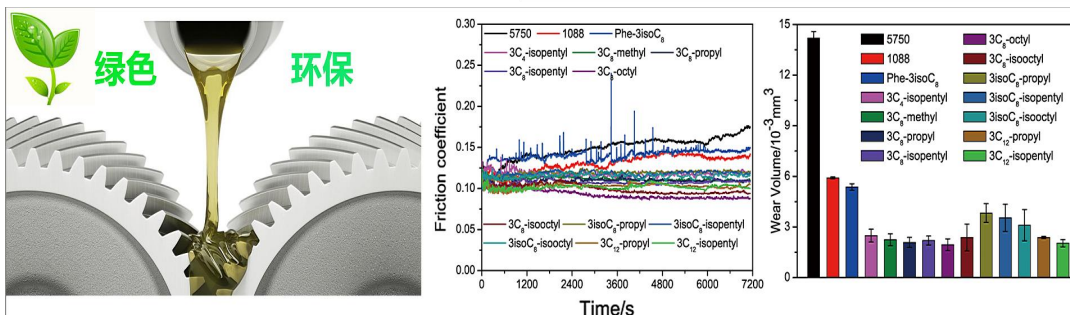 绿色 环保
0.30
0.25
0.20
0.15
0.10
0.05
0.00
Friction coefficient
5750 1088 Phe-3isoC₈
3C₄-isopentyl 3C₈-methyl 3C₈-propyl
3C₈-isopentyl 3C₈-octyl
3C₈-isooctyl 3isoC₈-propyl 3isoC₈-isopentyl
3isoC₈-isooctyl 3C₁₂-propyl 3C₁₂-isopentyl
0 1200 2400 3600 4800 6000 7200
Time/s
15
12
9
6
3
0
Wear Volume/10⁻³mm³
5750 3C₈-octyl
1088 3C₈-isooctyl
Phe-3isoC₈ 3isoC₈-propyl
3C₄-isopentyl 3isoC₈-isopentyl
3C₈-methyl 3isoC₈-isooctyl
3C₈-propyl 3C₁₂-propyl
3C₈-isopentyl 3C₁₂-isopentyl